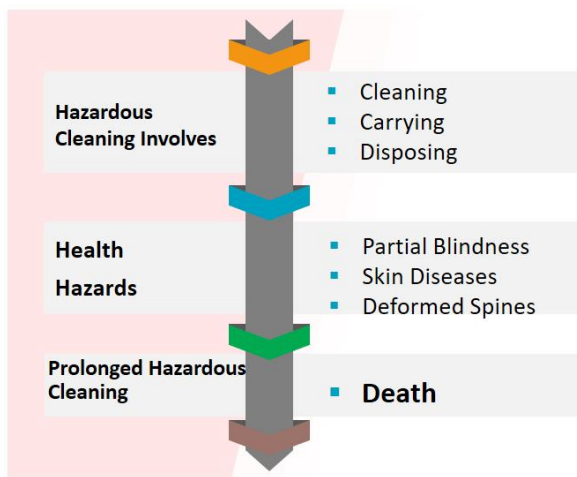 Hazardous
Cleaning Involves
Cleaning
Carrying
Disposing
Health
Hazards
Partial Blindness
Skin Diseases
Deformed Spines
Prolonged Hazardous
Cleaning
Death